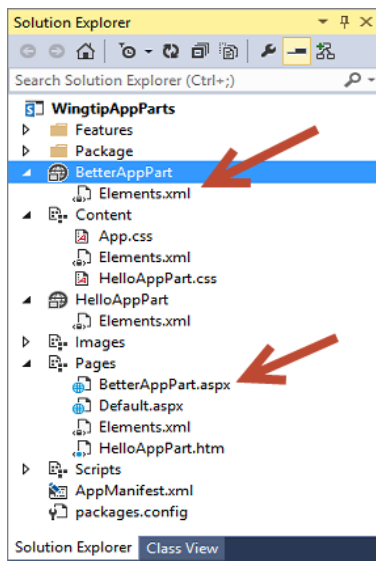 Solution Explorer
Search Solution Explorer (Ctrl+;)
WingtipAppParts
Features
Package
BetterAppPart
Elements.xml
Content
App.css
Elements.xml
HelloAppPart.css
HelloAppPart
Elements.xml
Images
Pages
BetterAppPart.aspx
Default.aspx
Elements.xml
HelloAppPart.htm
Scripts
AppManifest.xml
packages.config
Solution Explorer Class View